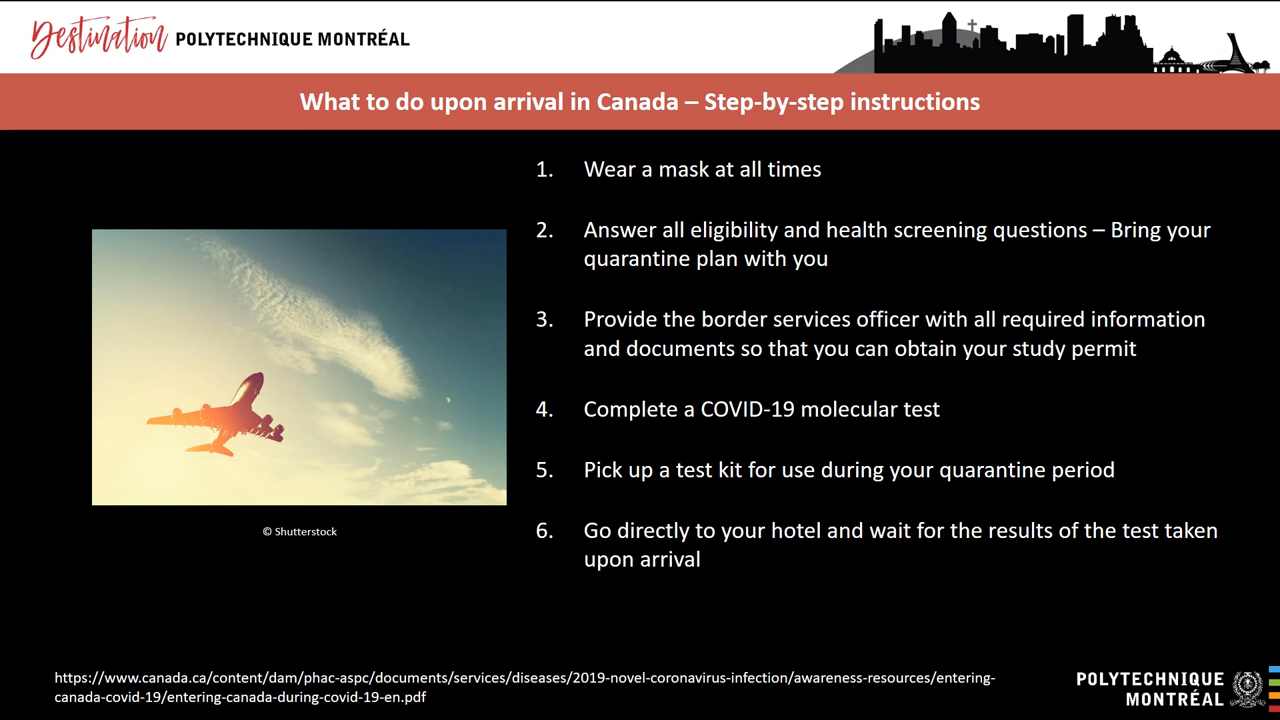 Destination POLYTECHNIQUE MONTRÉAL
What to do upon arrival in Canada – Step-by-step instructions
1. Wear a mask at all times
2. Answer all eligibility and health screening questions – Bring your
quarantine plan with you
3. Provide the border services officer with all required information
and documents so that you can obtain your study permit
4. Complete a COVID-19 molecular test
5. Pick up a test kit for use during your quarantine period
6. Go directly to your hotel and wait for the results of the test taken
upon arrival
© Shutterstock
https://www.canada.ca/content/dam/phac-aspc/documents/services/diseases/2019-novel-coronavirus-infection/awareness-resources/entering-
canada-covid-19/entering-canada-during-covid-19-en.pdf
POLYTECHNIQUE
MONTRÉAL